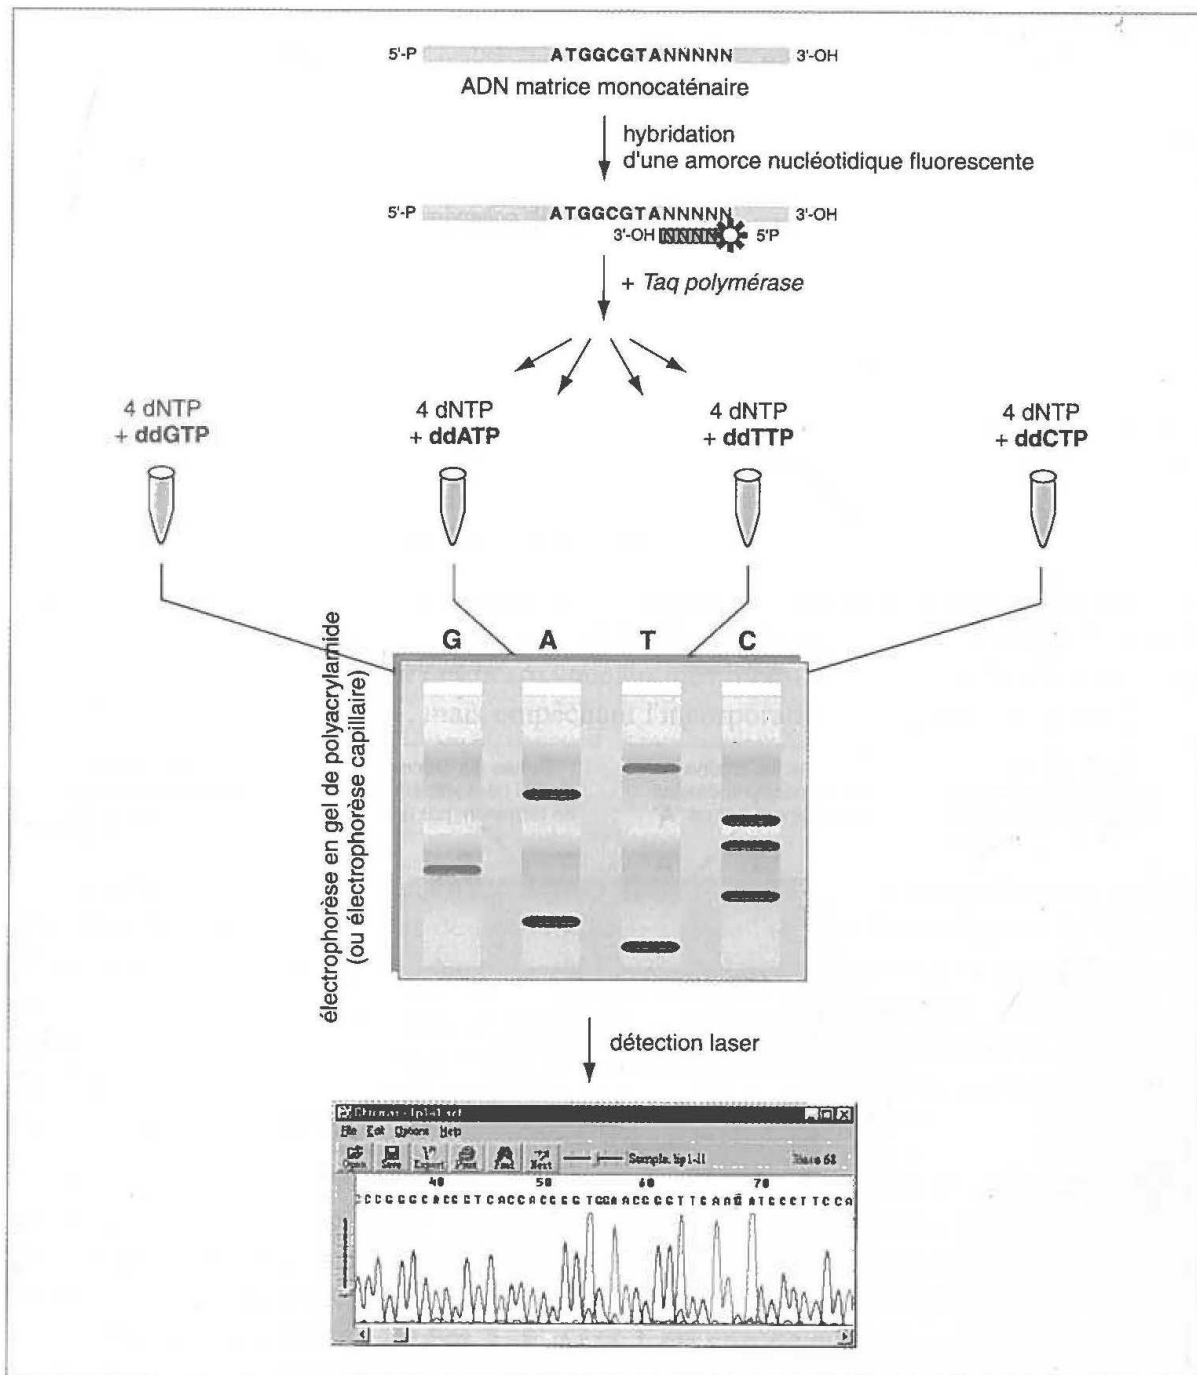 5'-P ATGGCGTANNNNN 3'-OH
ADN matrice monocaténaire
hybridation
d'une amorce nucléotidique fluorescente
5'-P ATGGCGTANNNNN 3'-OH
3'-OH NNNNN 5'P
+ Taq polymérase
4 dNTP
+ ddGTP
4 dNTP
+ ddATP
4 dNTP
+ ddTTP
4 dNTP
+ ddCTP
électrophorèse en gel de polyacrylamide
(ou électrophorèse capillaire)
G A T C
détection laser
File Edit Options Help
Open Save Export Print Find Next
40 50 60 70